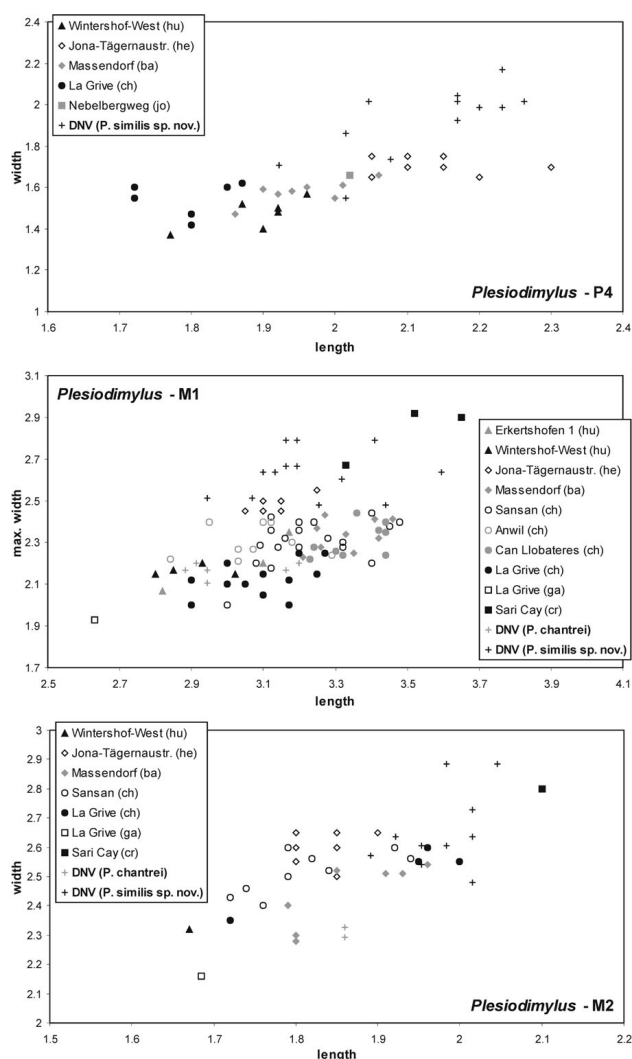 2.4
2.2
2
1.8
1.6
1.4
1.2
1
width
Wintershof-West (hu)
Jona-Tägernaustr. (he)
Massendorf (ba)
La Grive (ch)
Nebelbergweg (jo)
DNV (P. similis sp. nov.)
Plesiodimylus - P4
1.6 1.7 1.8 1.9 2 2.1 2.2 2.3 2.4
length
3.1
2.9
2.7
2.5
2.3
2.1
1.9
1.7
max. width
Plesiodimylus - M1
Erkertshofen 1 (hu)
Wintershof-West (hu)
Jona-Tägernaustr. (he)
Massendorf (ba)
Sansan (ch)
Anwil (ch)
Can Llobateres (ch)
La Grive (ch)
La Grive (ga)
Sari Cay (cr)
DNV (P. chantrei)
DNV (P. similis sp. nov.)
2.5 2.7 2.9 3.1 3.3 3.5 3.7 3.9 4.1
length
3
2.9
2.8
2.7
2.6
2.5
2.4
2.3
2.2
2.1
2
width
Wintershof-West (hu)
Jona-Tägernaustr. (he)
Massendorf (ba)
Sansan (ch)
La Grive (ch)
La Grive (ga)
Sari Cay (cr)
DNV (P. chantrei)
DNV (P. similis sp. nov.)
Plesiodimylus - M2
1.5 1.6 1.7 1.8 1.9 2 2.1 2.2
length